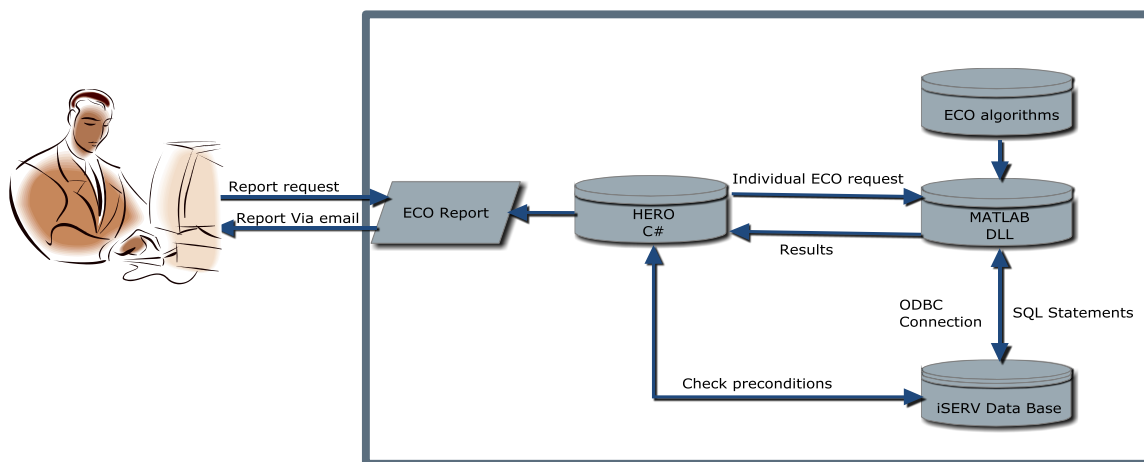 ECO algorithms
Report request
Individual ECO request
ECO Report
HERO
C#
MATLAB
DLL
Report Via email
Results
ODBC
Connection
SQL Statements
Check preconditions
iSERV Data Base